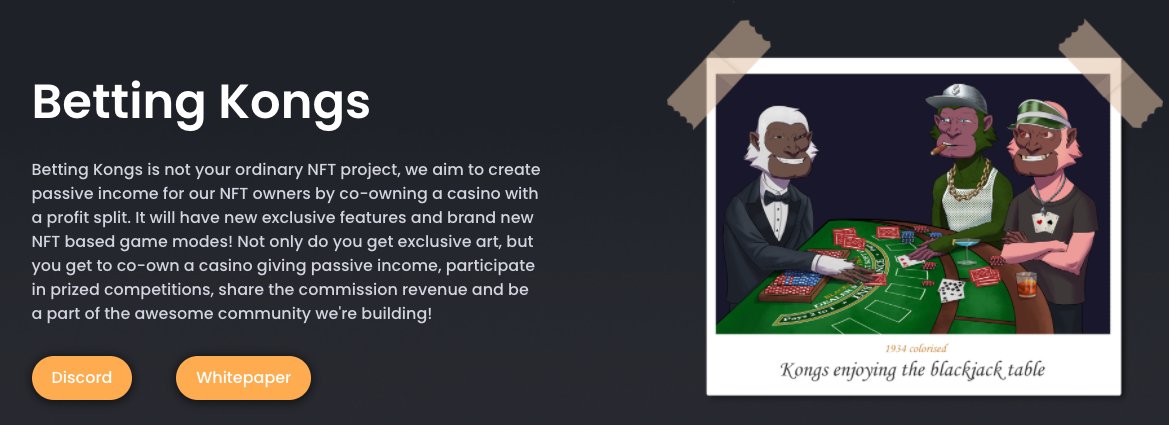 Betting Kongs
Betting Kongs is not your ordinary NFT project, we aim to create
passive income for our NFT owners by co-owning a casino with
a profit split. It will have new exclusive features and brand new
NFT based game modes! Not only do you get exclusive art, but
you get to co-own a casino giving passive income, participate
in prized competitions, share the commission revenue and be
a part of the awesome community we're building!
Discord
Whitepaper
1934 colorised
Kongs enjoying the blackjack table